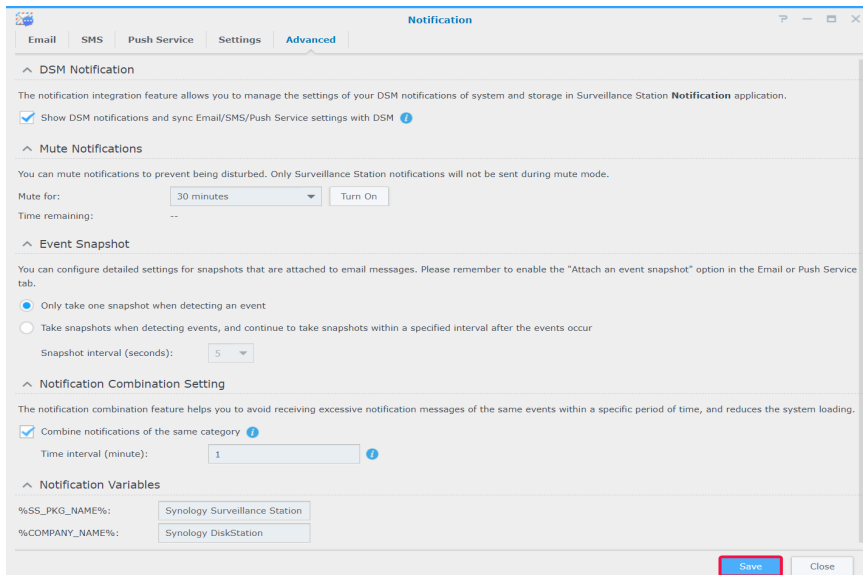 Notification
Email SMS Push Service Settings Advanced
DSM Notification
The notification integration feature allows you to manage the settings of your DSM notifications of system and storage in Surveillance Station Notification application.
Show DSM notifications and sync Email/SMS/Push Service settings with DSM
Mute Notifications
You can mute notifications to prevent being disturbed. Only Surveillance Station notifications will not be sent during mute mode.
Mute for: 30 minutes Turn On
Time remaining: --
Event Snapshot
You can configure detailed settings for snapshots that are attached to email messages. Please remember to enable the "Attach an event snapshot" option in the Email or Push Service
tab.
Only take one snapshot when detecting an event
Take snapshots when detecting events, and continue to take snapshots within a specified interval after the events occur
Snapshot interval (seconds): 5
Notification Combination Setting
The notification combination feature helps you to avoid receiving excessive notification messages of the same events within a specific period of time, and reduces the system loading.
Combine notifications of the same category
Time interval (minute): 1
Notification Variables
%SS_PKG_NAME%: Synology Surveillance Station
%COMPANY_NAME%: Synology DiskStation
Save Close